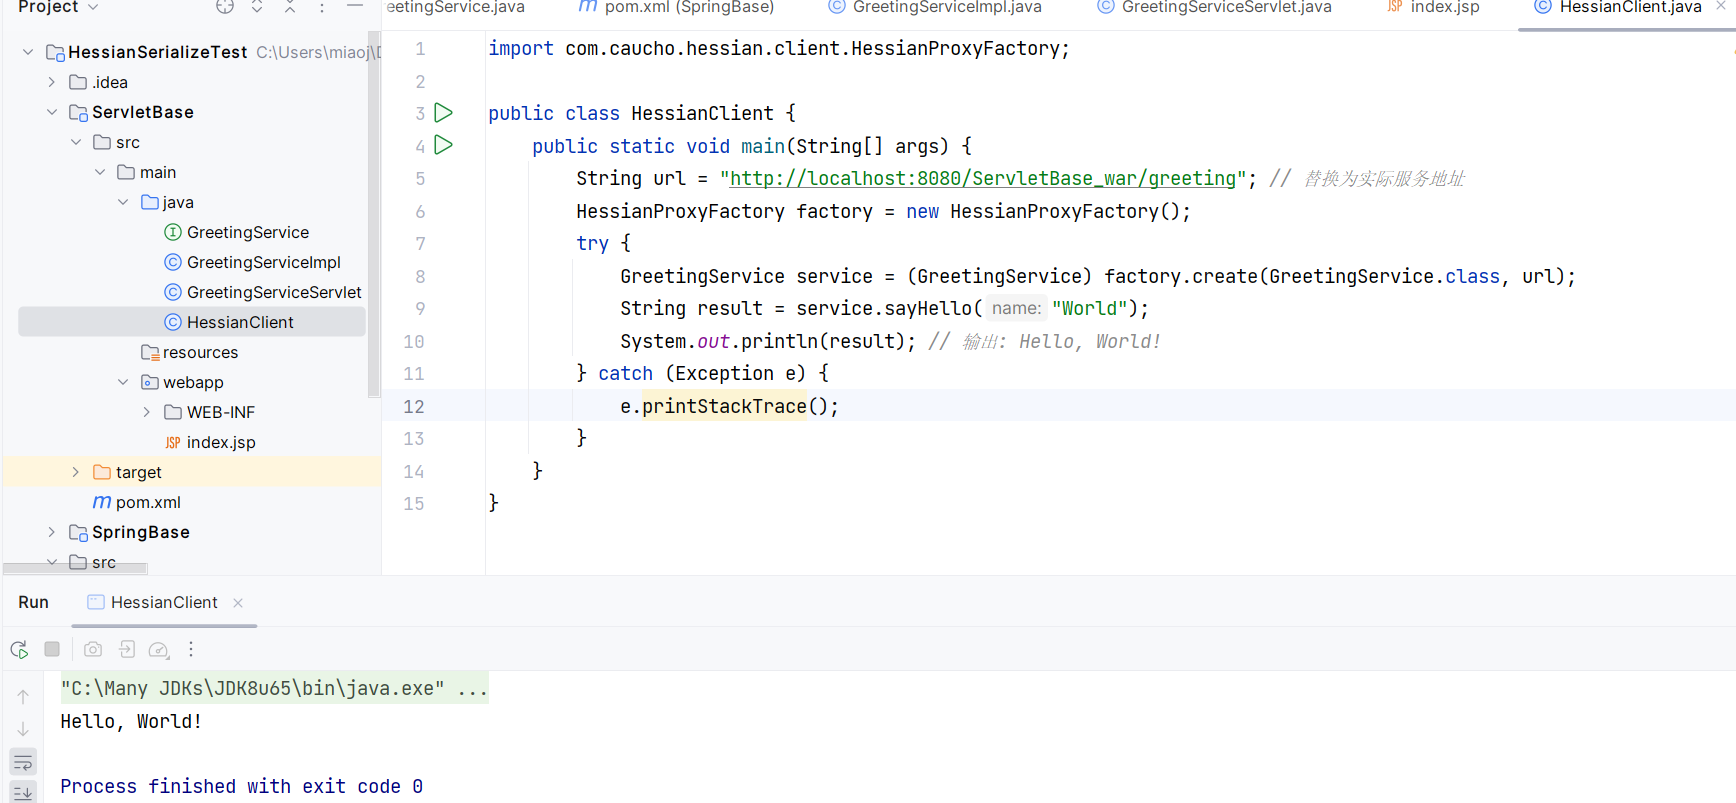 Project
HessianSerializeTest C:\Users\miaoj\
.idea
ServletBase
src
main
java
GreetingService
GreetingServiceImpl
GreetingServiceServlet
HessianClient
resources
webapp
WEB-INF
JSP index.jsp
target
m pom.xml
SpringBase
src
eetingService.java m pom.xml (SpringBase) GreetingServiceImpl.java GreetingServiceServlet.java JSP index.jsp HessianClient.java
1 import com.caucho.hessian.client.HessianProxyFactory;
2
3 public class HessianClient {
4 public static void main(String[] args) {
5 String url = "http://localhost:8080/ServletBase_war/greeting"; // 替换为实际服务地址
6 HessianProxyFactory factory = new HessianProxyFactory();
7 try {
8 GreetingService service = (GreetingService) factory.create(GreetingService.class, url);
9 String result = service.sayHello( name: "World");
10 System.out.println(result); // 输出: Hello, World!
11 } catch (Exception e) {
12 e.printStackTrace();
13 }
14 }
15 }
Run HessianClient
"C:\Many JDKs\JDK8u65\bin\java.exe" ...
Hello, World!
Process finished with exit code 0